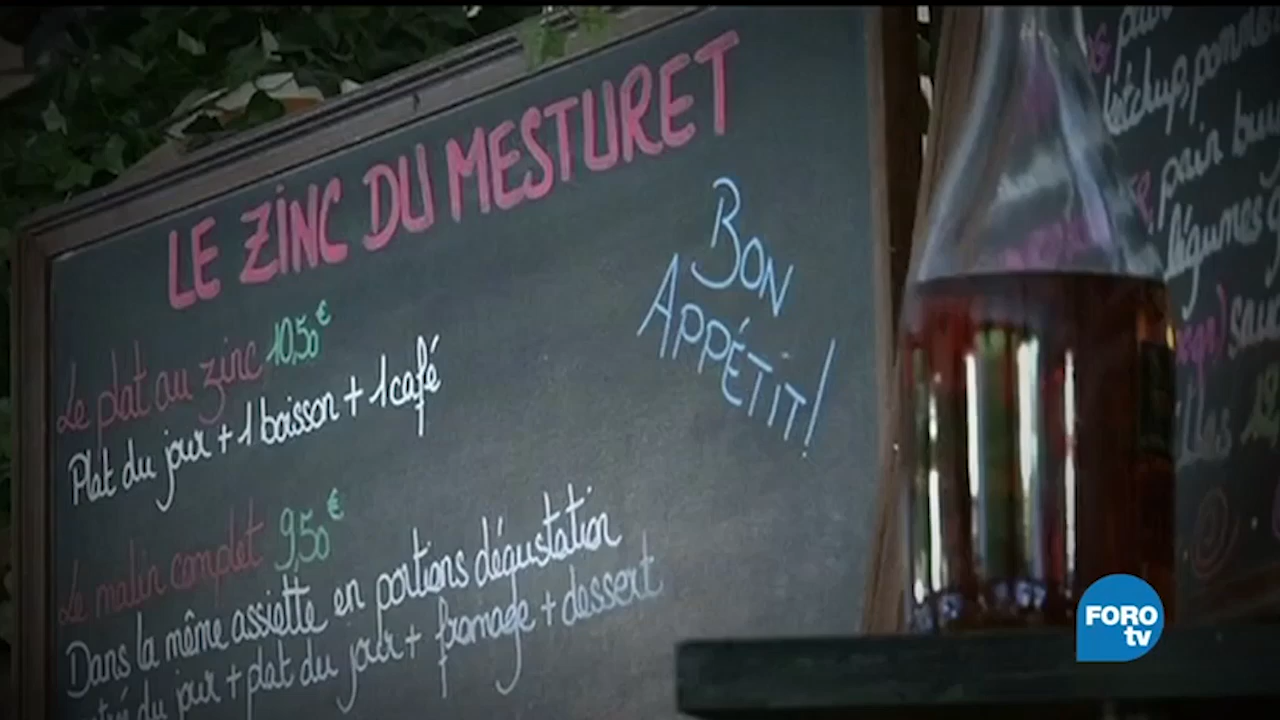 LE ZINC DU MESTURET
Le plat au zinc 10,50€
Plat du jour + 1 boisson + 1 café
BON
APPÉTIT!
Le malin complet 9,50€
Dans la même assiette en portions dégustation
du jour + plat du jour + fromage + dessert
ketchup, pomme
pain
légumes
FORO
tv